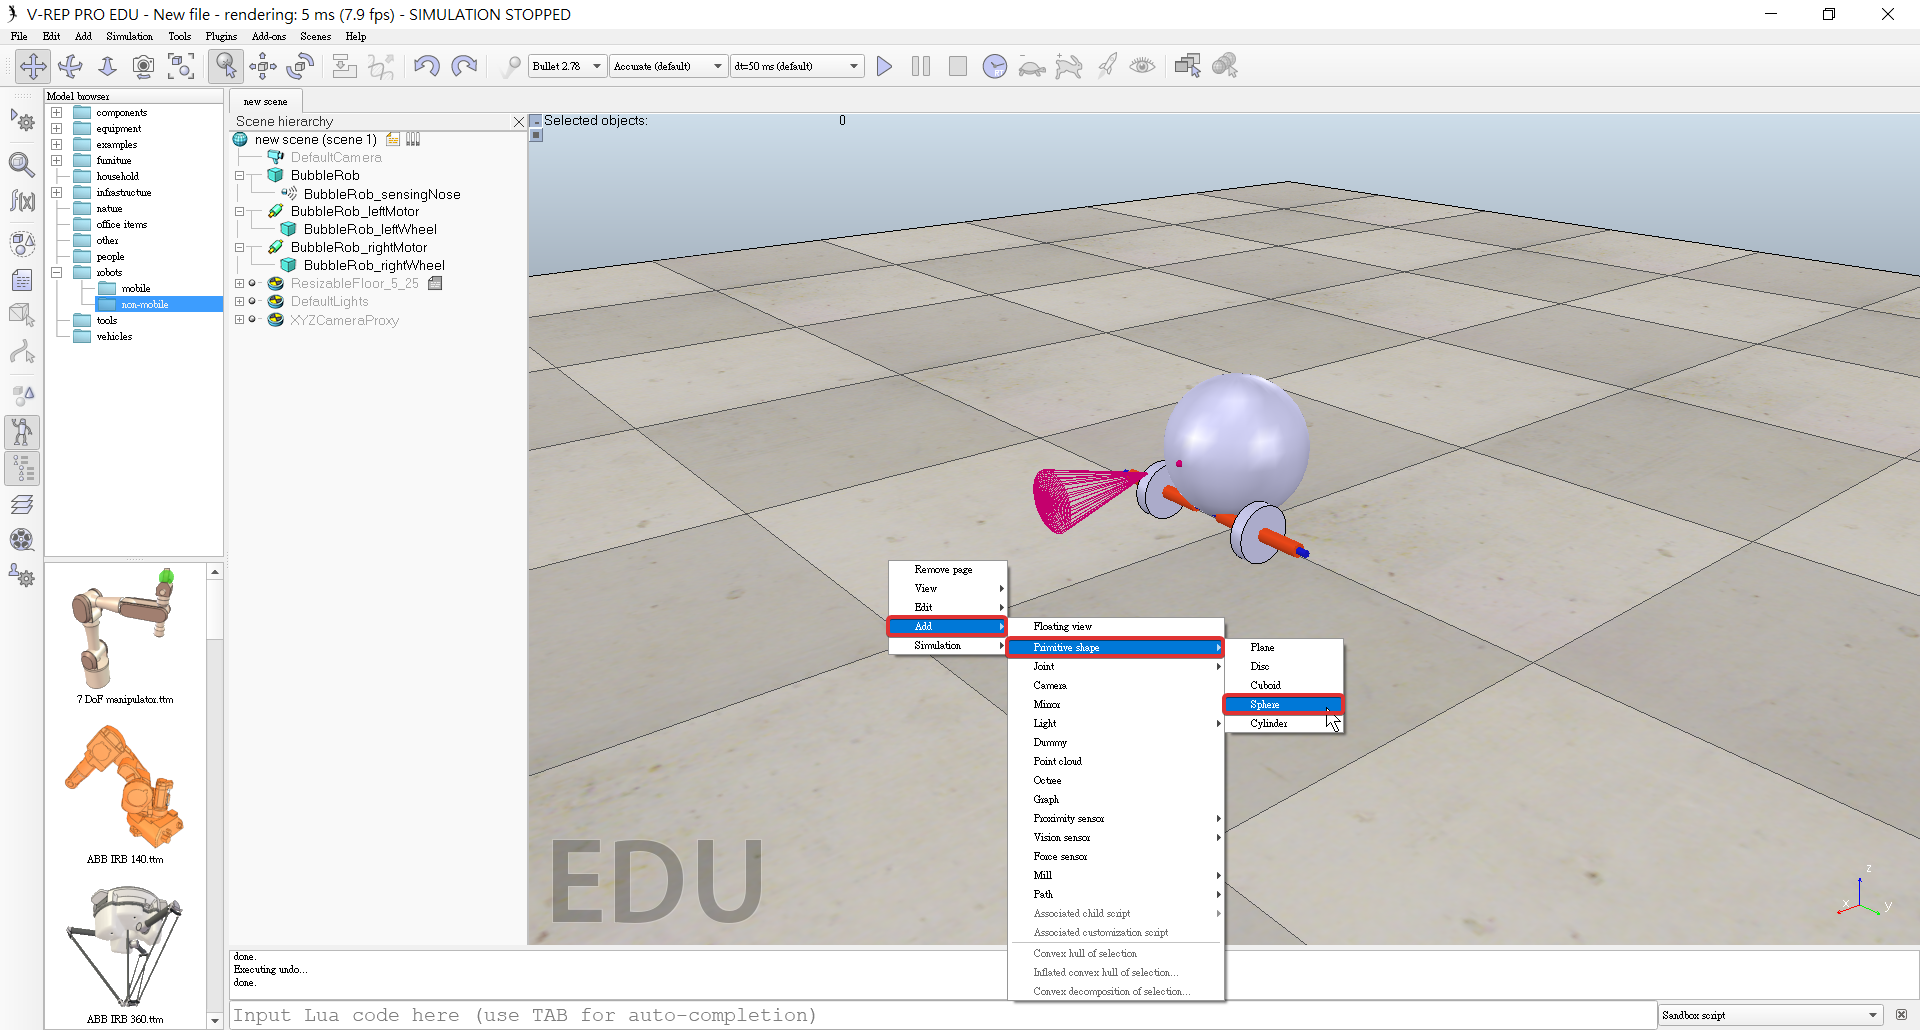 V-REP PRO EDU - New file - rendering: 5 ms (7.9 fps) - SIMULATION STOPPED
File Edit Add Simulation Tools Plugins Add-ons Scenes Help
Bullet 2.78 Accurate (default) dt=50 ms (default)
Model browser
components
equipment
examples
furniture
household
infrastructure
nature
office items
other
people
robots
mobile
non-mobile
tools
vehicles
7 DoF manipulator.ttm
ABB IRB 140.ttm
ABB IRB 360.ttm
new scene
Scene hierarchy
new scene (scene 1)
DefaultCamera
BubbleRob
BubbleRob_sensingNose
BubbleRob_leftMotor
BubbleRob_leftWheel
BubbleRob_rightMotor
BubbleRob_rightWheel
ResizableFloor_5_25
DefaultLights
XYZCameraProxy
Selected objects: 0
Remove page
View
Edit
Add
Simulation
Floating view
Primitive shape
Joint
Camera
Mirror
Light
Dummy
Point cloud
Octree
Graph
Proximity sensor
Vision sensor
Force sensor
Mill
Path
Associated child script
Associated customization script
Convex hull of selection
Inflated convex hull of selection...
Convex decomposition of selection...
Plane
Disc
Cuboid
Sphere
Cylinder
EDU
z
x
y
done.
Executing undo...
done.
Input Lua code here (use TAB for auto-completion)
Sandbox script